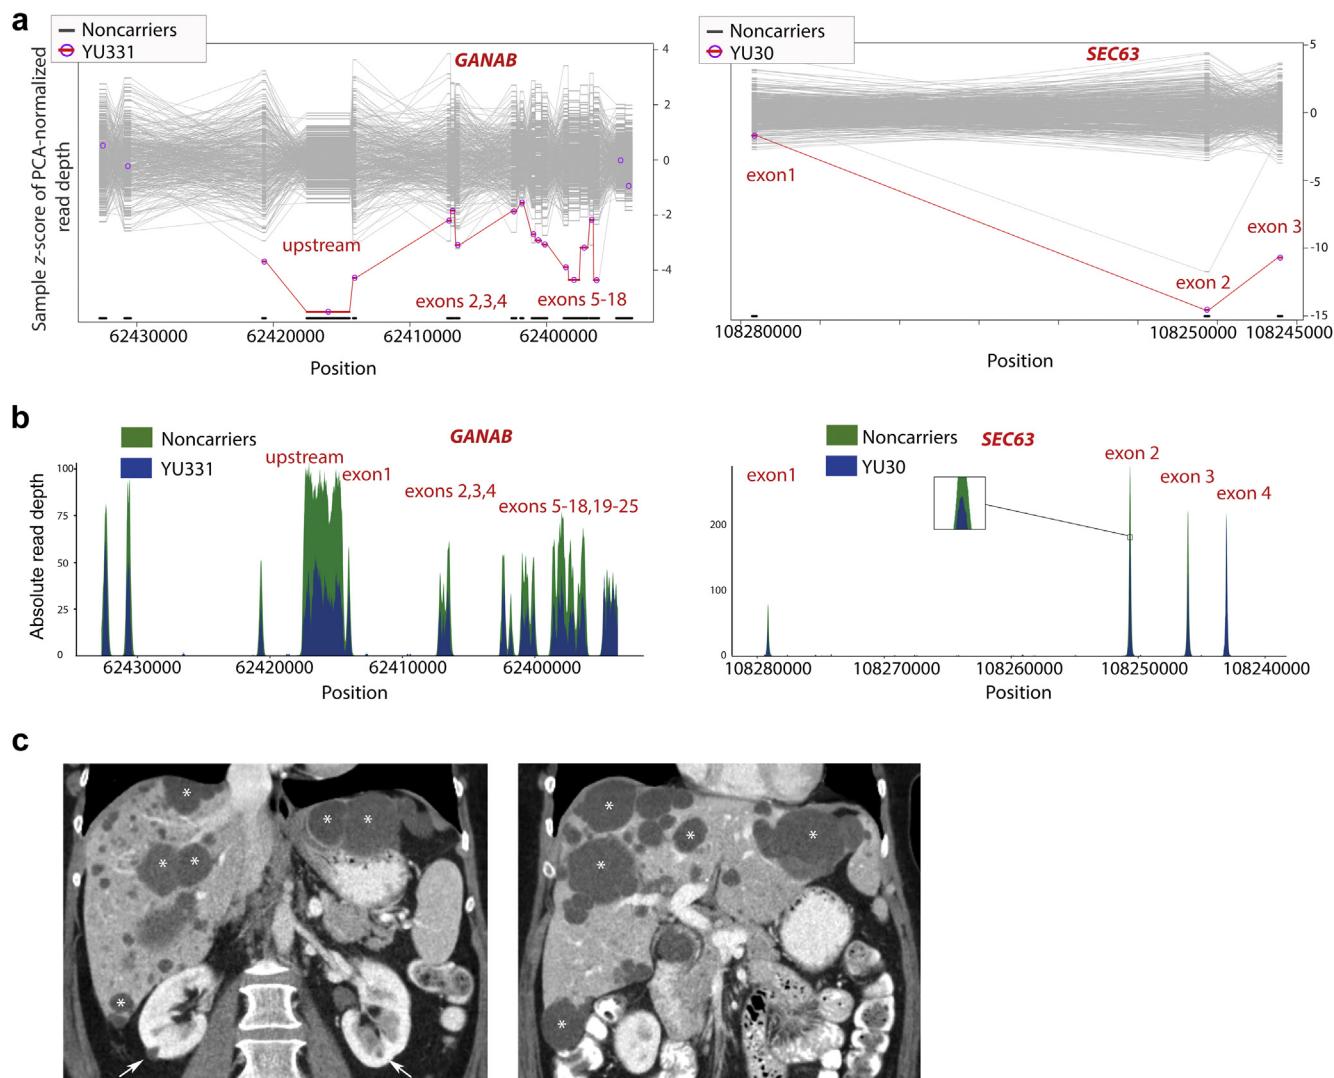 a
Noncarriers
YU331
GANAB
Sample z-score of PCA-normalized
read depth
4
2
0
-2
-4
upstream
exons 2,3,4
exons 5-18
62430000
62420000
62410000
62400000
Position
Noncarriers
YU30
SEC63
5
0
-5
-10
-15
exon1
exon 2
exon 3
108280000
108250000
108245000
Position
b
Noncarriers
YU331
GANAB
Absolute read depth
100
75
50
25
0
upstream
exon1
exons 2,3,4
exons 5-18,19-25
62430000
62420000
62410000
62400000
Position
Noncarriers
YU30
SEC63
exon1
exon 2
exon 3
exon 4
200
100
0
108280000
108270000
108260000
108250000
108240000
Position
c
* * * * * *
* * * * *